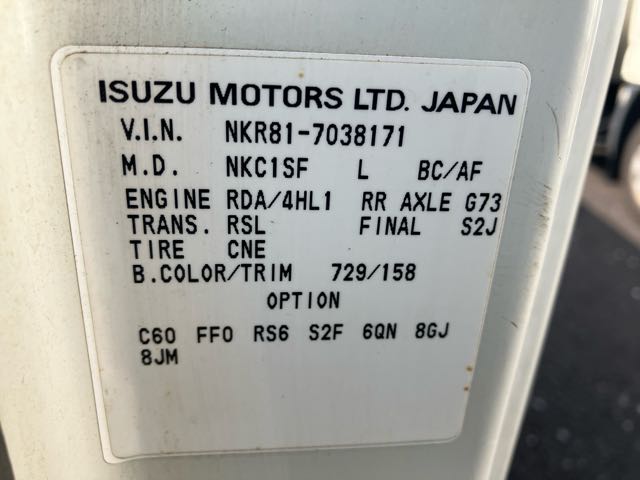 ISUZU MOTORS LTD. JAPAN
V.I.N. NKR81-7038171
M.D. NKC1SF L BC/AF
ENGINE RDA/4HL1 RR AXLE G73
TRANS. RSL FINAL S2J
TIRE CNE
B.COLOR/TRIM 729/158
OPTION
C60 FF0 RS6 S2F 6QN 8GJ
8JM